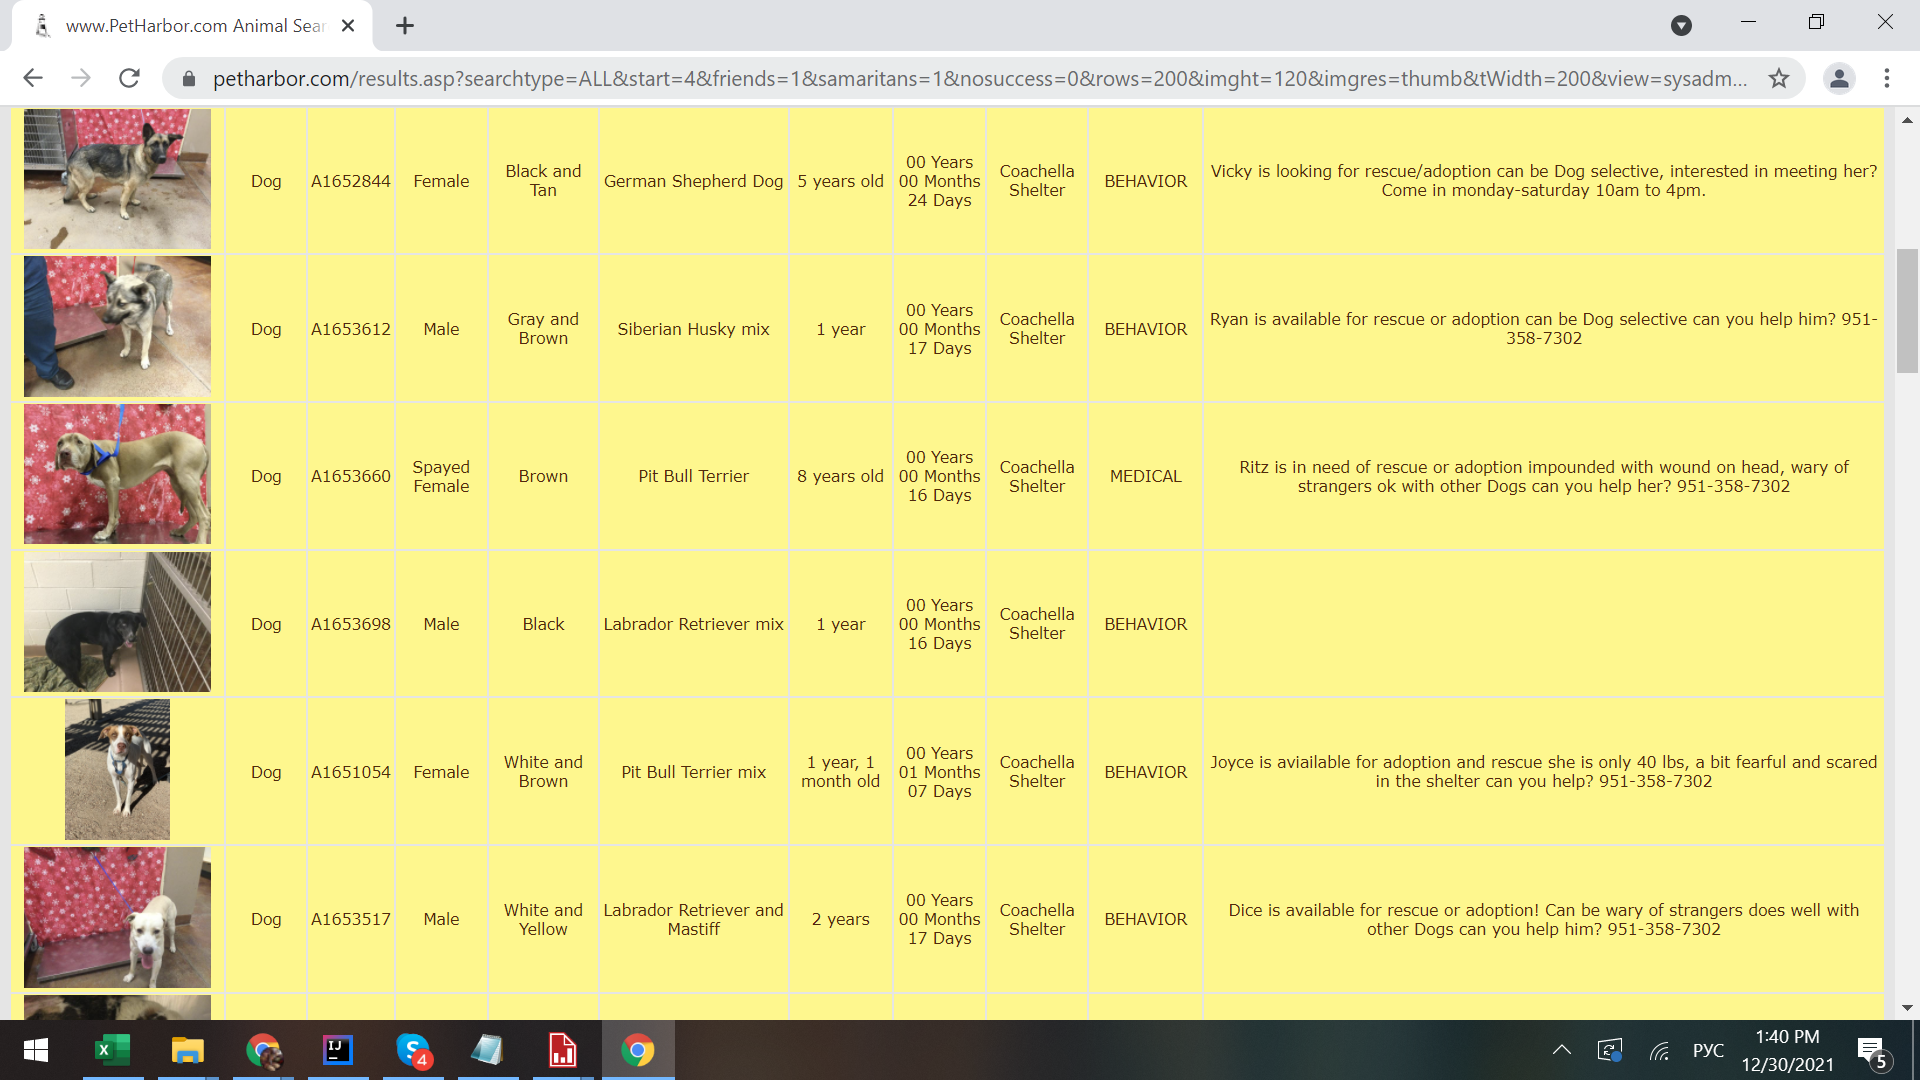 www.PetHarbor.com Animal Sear
petharbor.com/results.asp?searchtype=ALL&start=4&friends=1&samaritans=1&nosuccess=0&rows=200&imght=120&imgres=thumb&tWidth=200&view=sysadm...
Dog
A1652844
Female
Black and
Tan
German Shepherd Dog
5 years old
00 Years
00 Months
24 Days
Coachella
Shelter
BEHAVIOR
Vicky is looking for rescue/adoption can be Dog selective, interested in meeting her?
Come in monday-saturday 10am to 4pm.
Dog
A1653612
Male
Gray and
Brown
Siberian Husky mix
1 year
00 Years
00 Months
17 Days
Coachella
Shelter
BEHAVIOR
Ryan is available for rescue or adoption can be Dog selective can you help him? 951-
358-7302
Dog
A1653660
Spayed
Female
Brown
Pit Bull Terrier
8 years old
00 Years
00 Months
16 Days
Coachella
Shelter
MEDICAL
Ritz is in need of rescue or adoption impounded with wound on head, wary of
strangers ok with other Dogs can you help her? 951-358-7302
Dog
A1653698
Male
Black
Labrador Retriever mix
1 year
00 Years
00 Months
16 Days
Coachella
Shelter
BEHAVIOR
Dog
A1651054
Female
White and
Brown
Pit Bull Terrier mix
1 year, 1
month old
00 Years
01 Months
07 Days
Coachella
Shelter
BEHAVIOR
Joyce is aviailable for adoption and rescue she is only 40 lbs, a bit fearful and scared
in the shelter can you help? 951-358-7302
Dog
A1653517
Male
White and
Yellow
Labrador Retriever and
Mastiff
2 years
00 Years
00 Months
17 Days
Coachella
Shelter
BEHAVIOR
Dice is available for rescue or adoption! Can be wary of strangers does well with
other Dogs can you help him? 951-358-7302
X
IJ
S
4
РУС
1:40 PM
12/30/2021
5